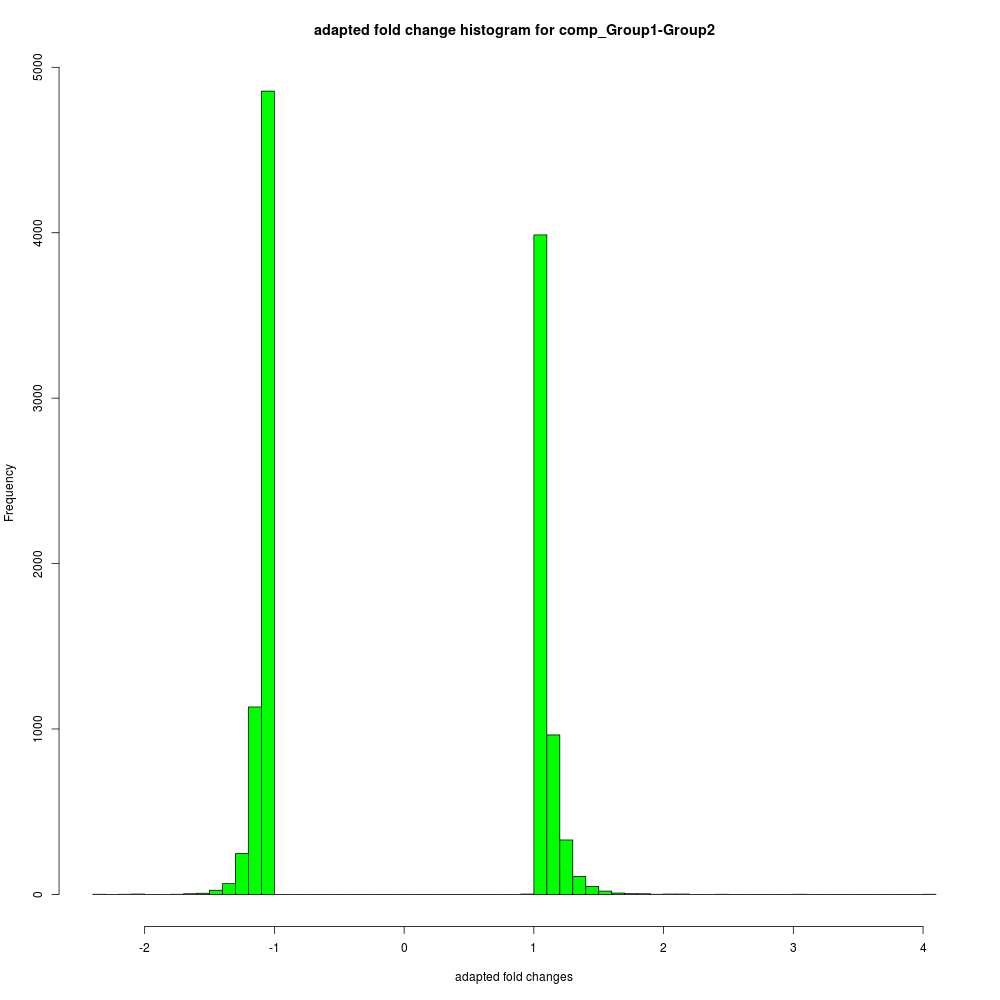 adapted fold change histogram for comp_Group1-Group2
5000
4000
3000
2000
1000
0
Frequency
-2 -1 0 1 2 3 4
adapted fold changes